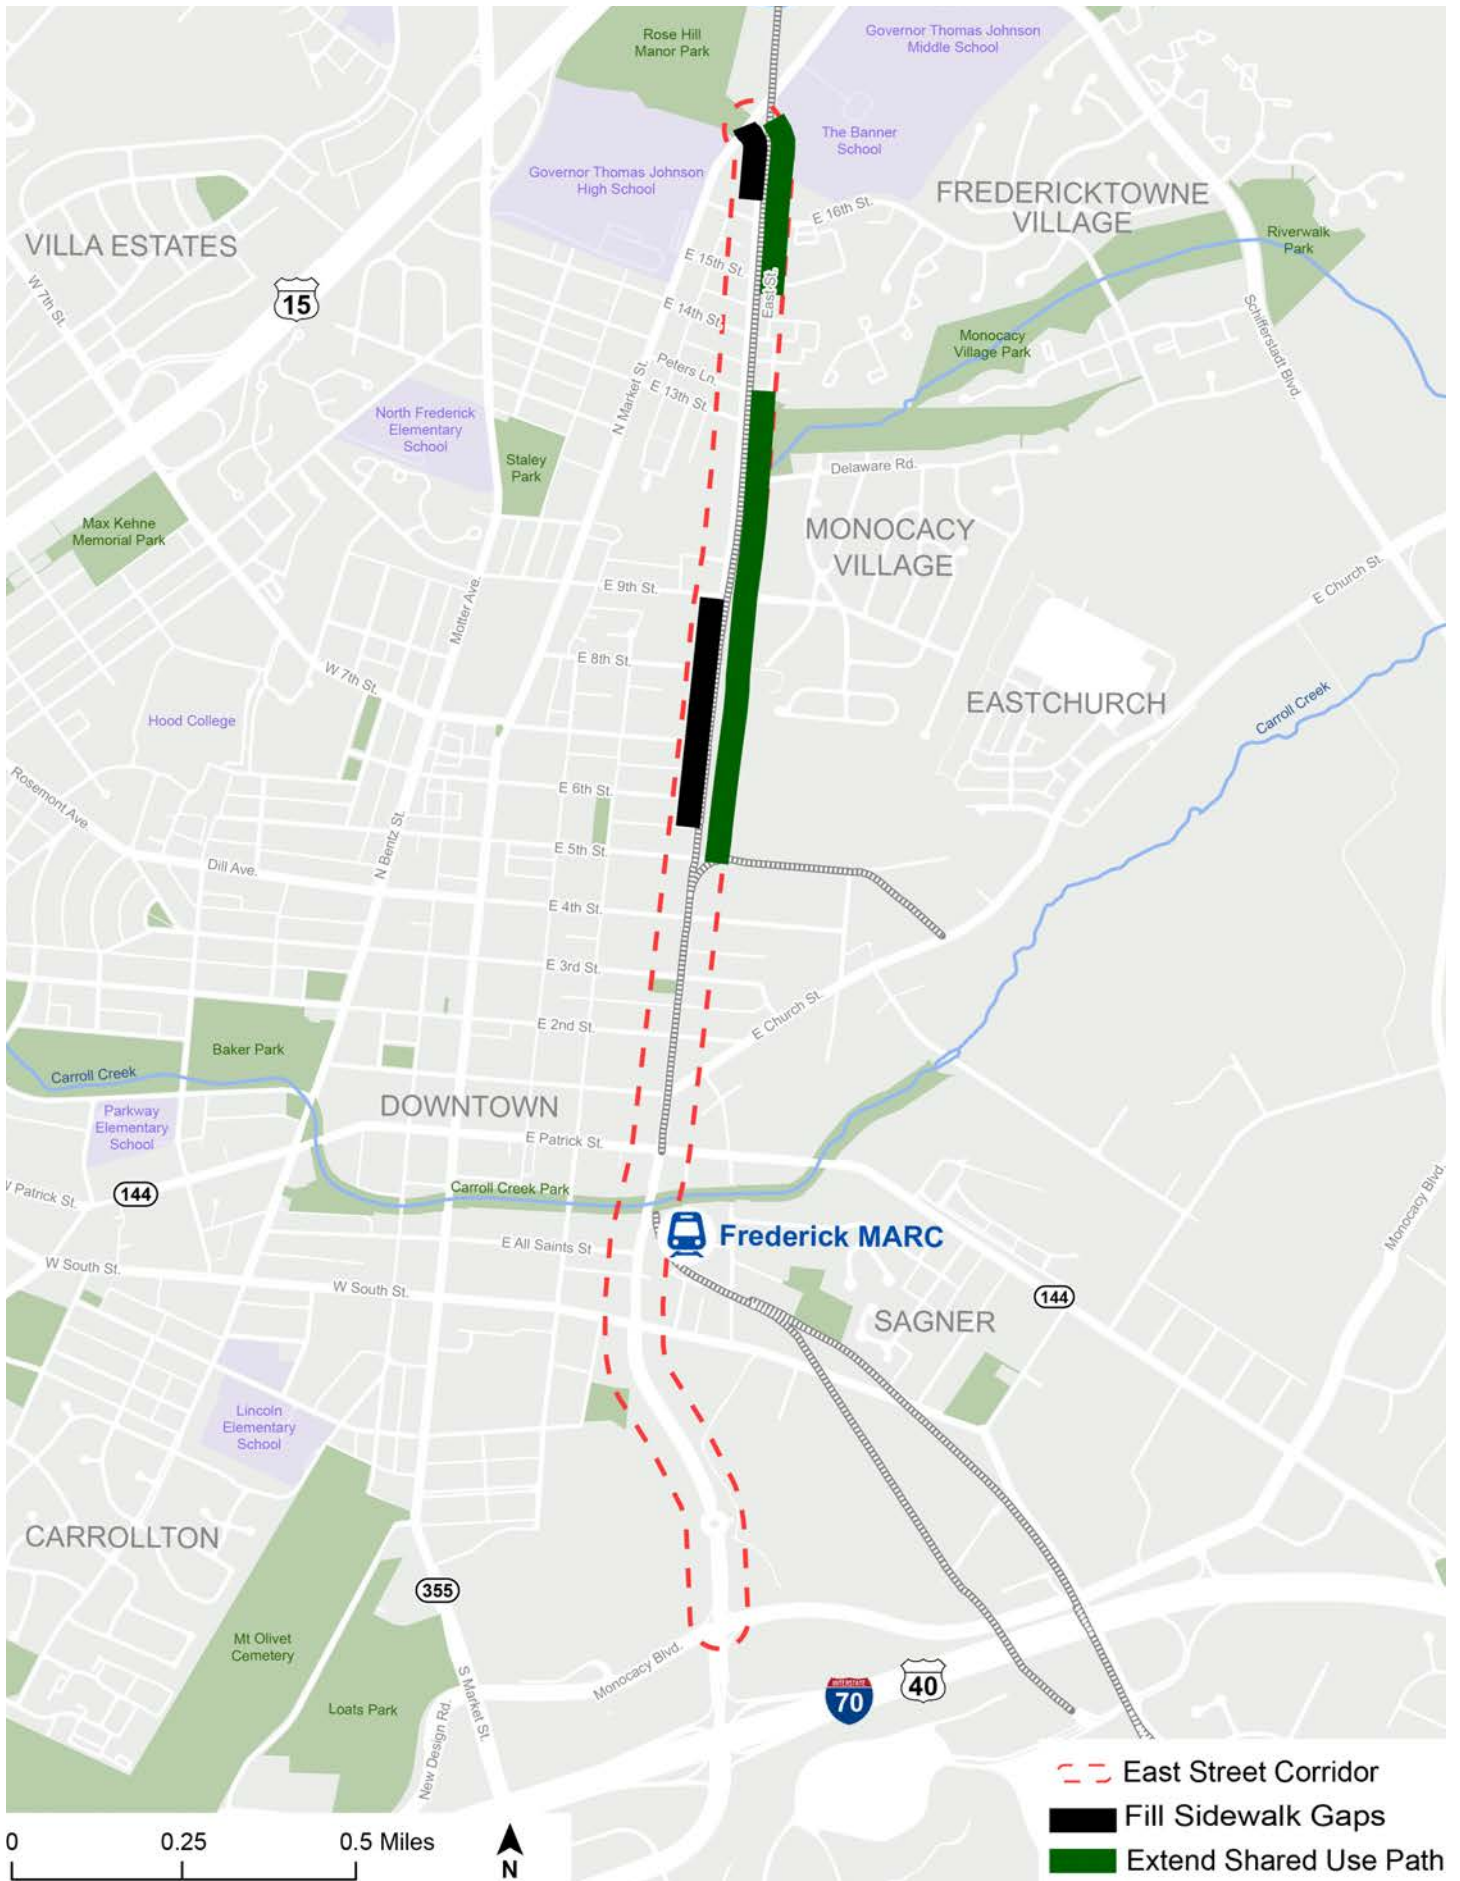 Rose Hill
Manor Park
Governor Thomas Johnson
Middle School
The Banner
School
Governor Thomas Johnson
High School
FREDERICKTOWNE
VILLAGE
E 16th St.
Riverwalk
Park
VILLA ESTATES
E 15th St.
W 7th St.
15
East St.
E 14th St.
Schifferstadt Blvd.
Monocacy
Village Park
Peters Ln.
N Market St.
E 13th St.
North Frederick
Elementary
School
Staley
Park
Delaware Rd.
Max Kehne
Memorial Park
MONOCACY
VILLAGE
E 9th St.
E Church St.
Motter Ave.
E 8th St.
W 7th St.
EASTCHURCH
Carroll Creek
Hood College
Rosemont Ave.
E 6th St.
N Bentz St.
E 5th St.
Dill Ave.
E 4th St.
E 3rd St.
E 2nd St.
E Church St.
Baker Park
Carroll Creek
DOWNTOWN
Parkway
Elementary
School
E Patrick St.
W Patrick St.
144
Carroll Creek Park
Monocacy Blvd.
Frederick MARC
E All Saints St
W South St.
W South St.
144
SAGNER
Lincoln
Elementary
School
CARROLLTON
355
Mt Olivet
Cemetery
Monocacy Blvd.
S Market St.
INTERSTATE
70
40
Loats Park
New Design Rd.
East Street Corridor
Fill Sidewalk Gaps
Extend Shared Use Path
0 0.25 0.5 Miles
N